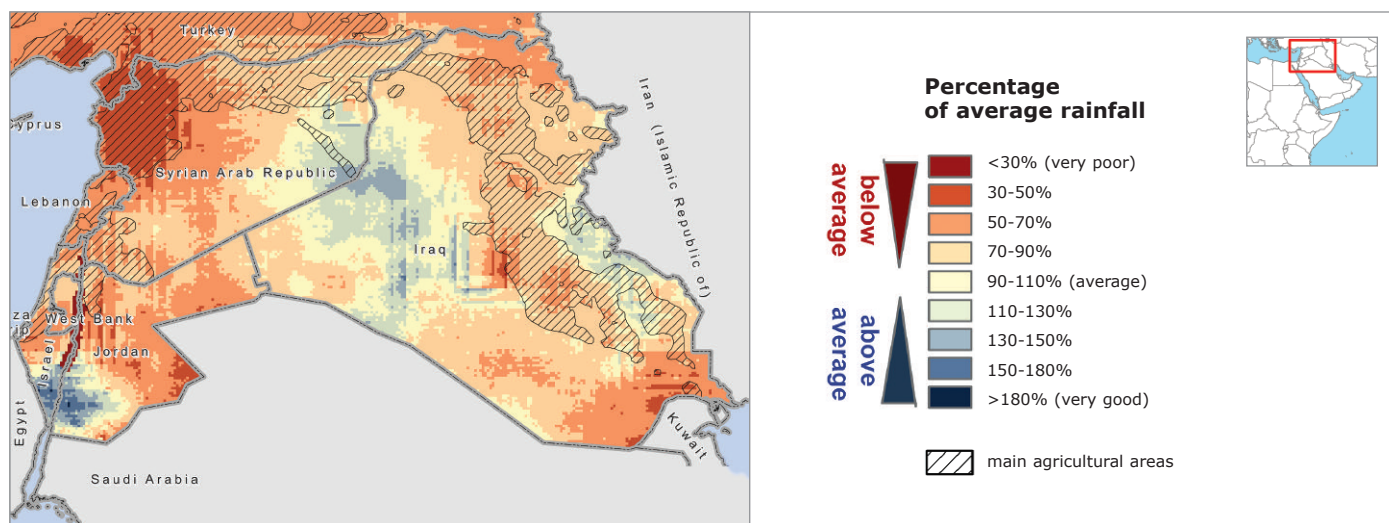 Turkey
Cyprus
Syrian Arab Republic
Lebanon
Iraq
Iran (Islamic Republic of)
West Bank
Jordan
Israel
Egypt
Kuwait
Saudi Arabia
Percentage
of average rainfall
below
average
above
average
<30% (very poor)
30-50%
50-70%
70-90%
90-110% (average)
110-130%
130-150%
150-180%
>180% (very good)
main agricultural areas